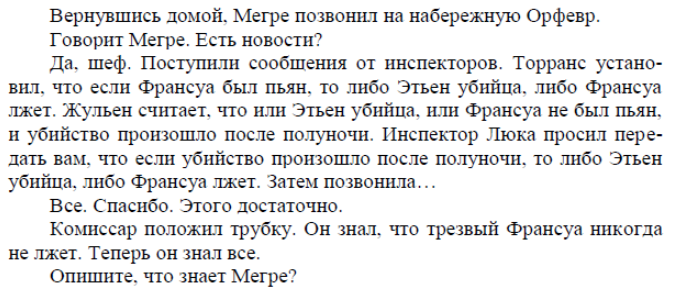 Вернувшись домой, Мегре позвонил на набережную Орфевр.
Говорит Мегре. Есть новости?
Да, шеф. Поступили сообщения от инспекторов. Торранс устано-
вил, что если Франсуа был пьян, то либо Этьен убийца, либо Франсуа
лжет. Жульен считает, что или Этьен убийца, или Франсуа не был пьян,
и убийство произошло после полуночи. Инспектор Люка просил пере-
дать вам, что если убийство произошло после полуночи, то либо Этьен
убийца, либо Франсуа лжет. Затем позвонила…
Все. Спасибо. Этого достаточно.
Комиссар положил трубку. Он знал, что трезвый Франсуа никогда
не лжет. Теперь он знал все.
Опишите, что знает Мегре?